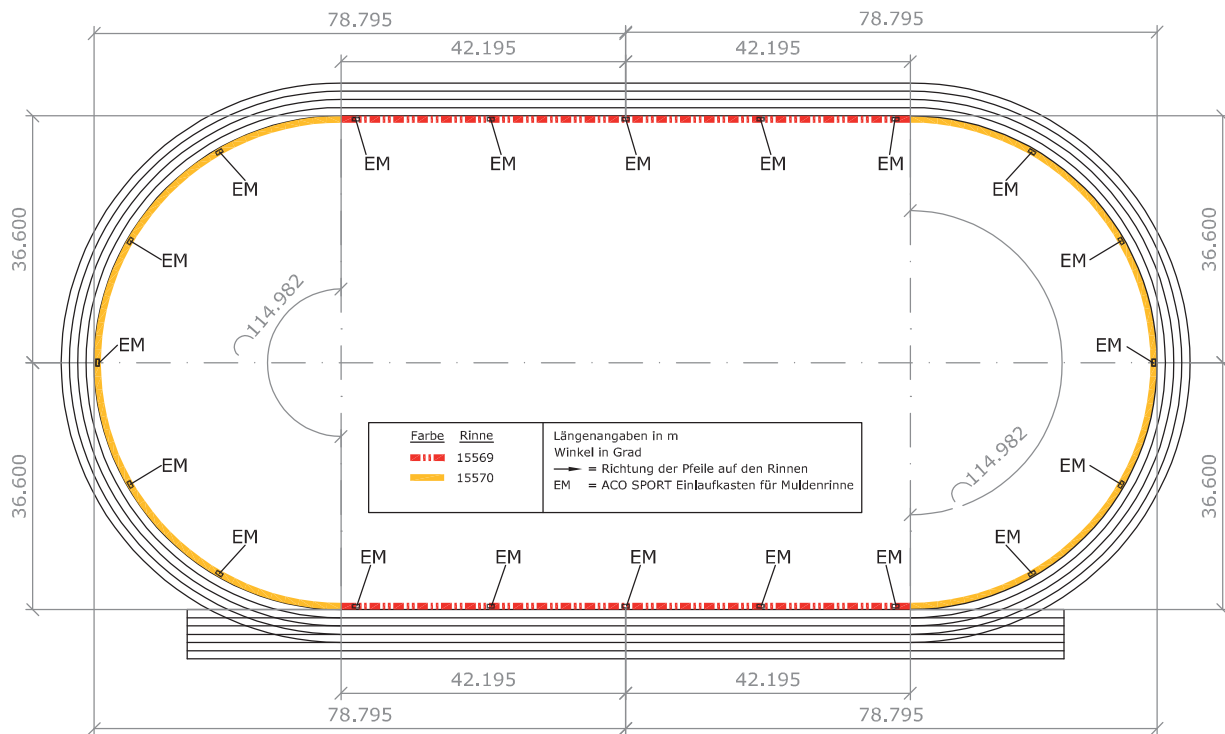 78.795 78.795
42.195 42.195
EM EM EM EM EM
EM EM
36.600 36.600
EM EM
114.982
EM EM
Farbe Rinne
15569
15570
Längenangaben in m
Winkel in Grad
= Richtung der Pfeile auf den Rinnen
EM = ACO SPORT Einlaufkasten für Muldenrinne
114.982
EM EM
36.600 36.600
EM EM
EM EM EM EM EM
42.195 42.195
78.795 78.795